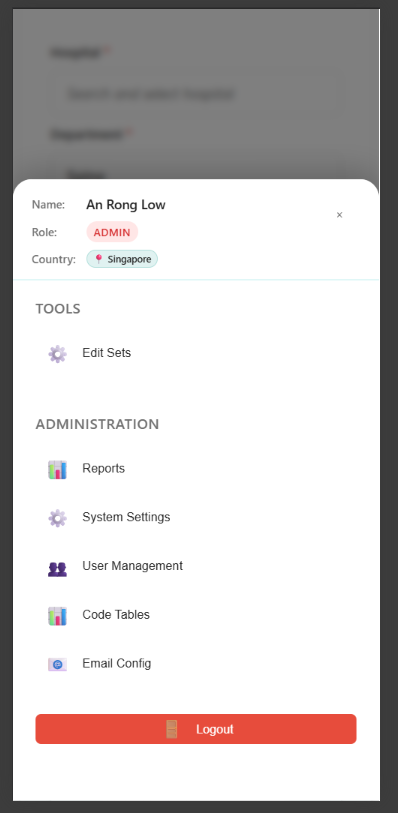 Hospital *
Search and select hospital
Department *
Name: An Rong Low
×
Role: ADMIN
Country: Singapore
TOOLS
Edit Sets
ADMINISTRATION
Reports
System Settings
User Management
Code Tables
Email Config
Logout